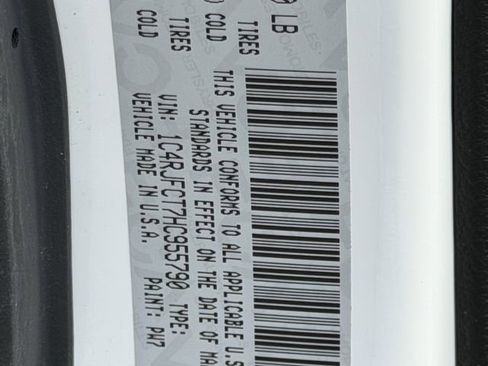 0 LB
TIRES
TIRES
) COLD
COLD
THIS VEHICLE CONFORMS TO ALL APPLICABLE U.S
STANDARDS IN EFFECT ON THE DATE OF MA
VIN: 1C4RJFCT7HC955790 TYPE:
VEHICLE MADE IN U.S.A. PAINT: PW7